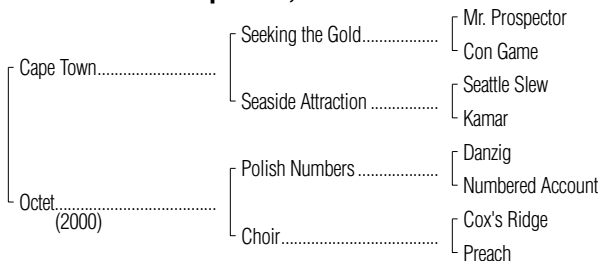 Mr. Prospector
Seeking the Gold..................
Con Game
Cape Town............................
Seattle Slew
Seaside Attraction ................
Kamar
Danzig
Polish Numbers ...................
Numbered Account
Octet......................................
(2000)
Cox's Ridge
Choir.....................................
Preach